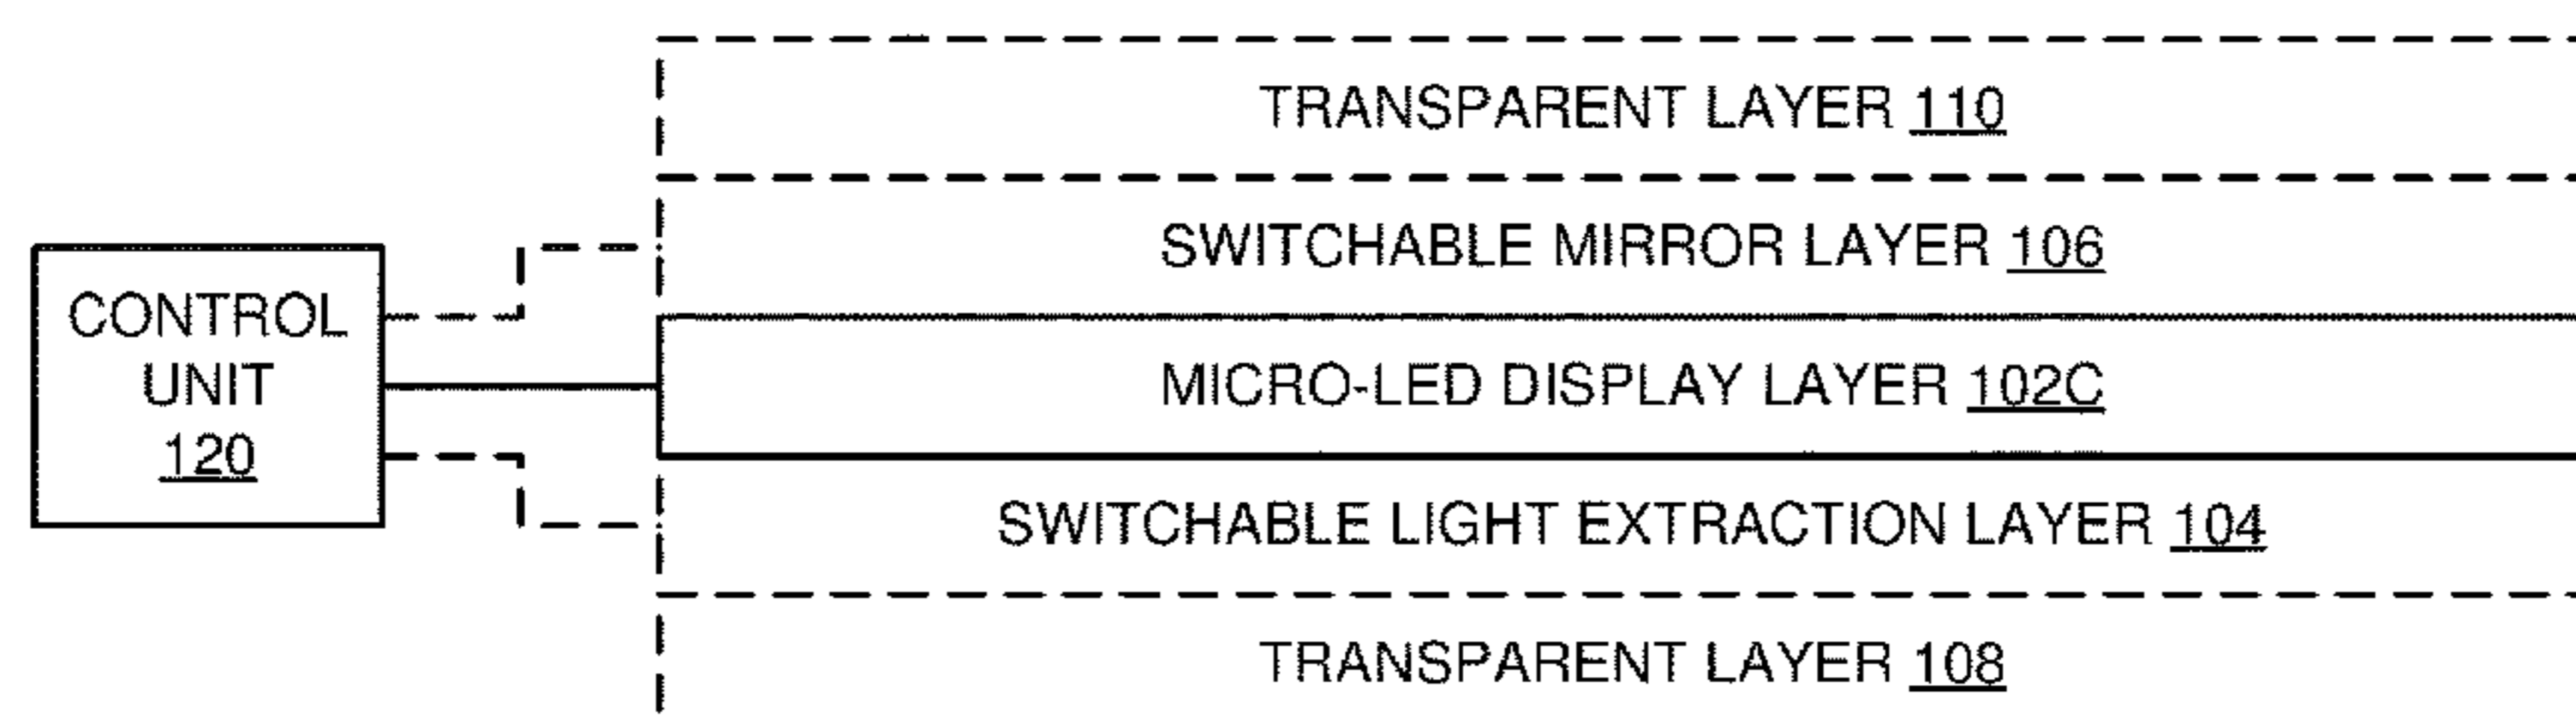 TRANSPARENT LAYER 110
SWITCHABLE MIRROR LAYER 106
CONTROL
UNIT
120
MICRO-LED DISPLAY LAYER 102C
SWITCHABLE LIGHT EXTRACTION LAYER 104
TRANSPARENT LAYER 108